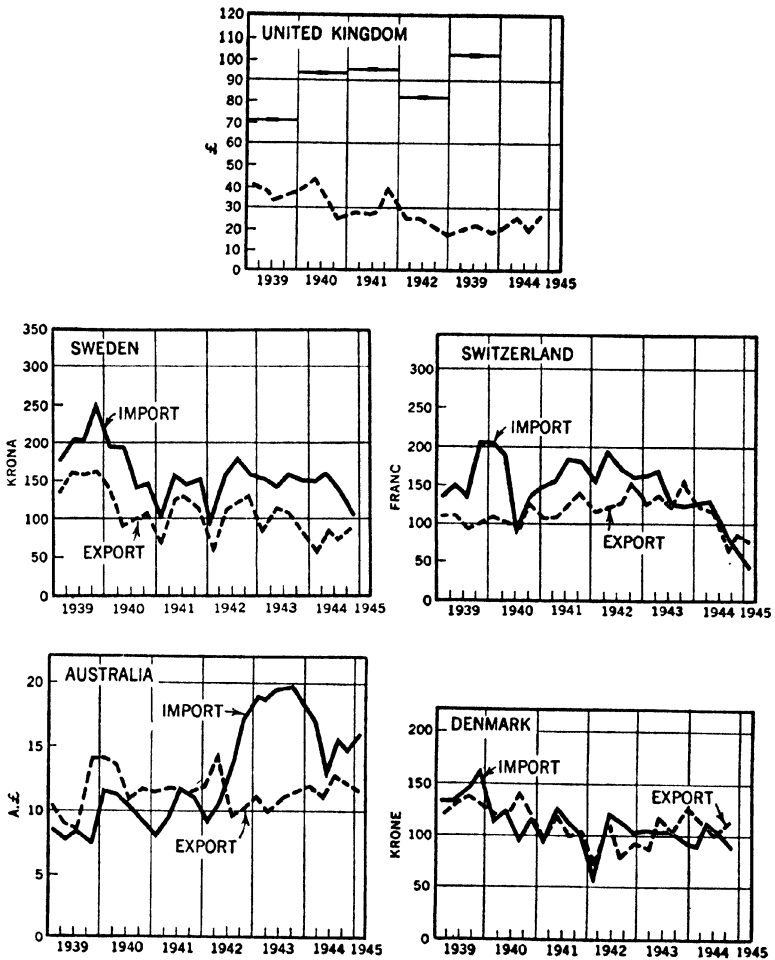 120
110
100
90
80
70
60
50
40
30
20
10
0
£
UNITED KINGDOM
1939 1940 1941 1942 1939 1944 1945
350
300
250
200
150
100
50
0
KRONA
SWEDEN
IMPORT
EXPORT
1939 1940 1941 1942 1943 1944 1945
300
250
200
150
100
50
0
FRANC
SWITZERLAND
IMPORT
EXPORT
1939 1940 1941 1942 1943 1944 1945
20
15
10
5
0
A.£
AUSTRALIA
IMPORT
EXPORT
1939 1940 1941 1942 1943 1944 1945
200
150
100
50
0
KRONE
DENMARK
IMPORT
EXPORT
1939 1940 1941 1942 1943 1944 1945